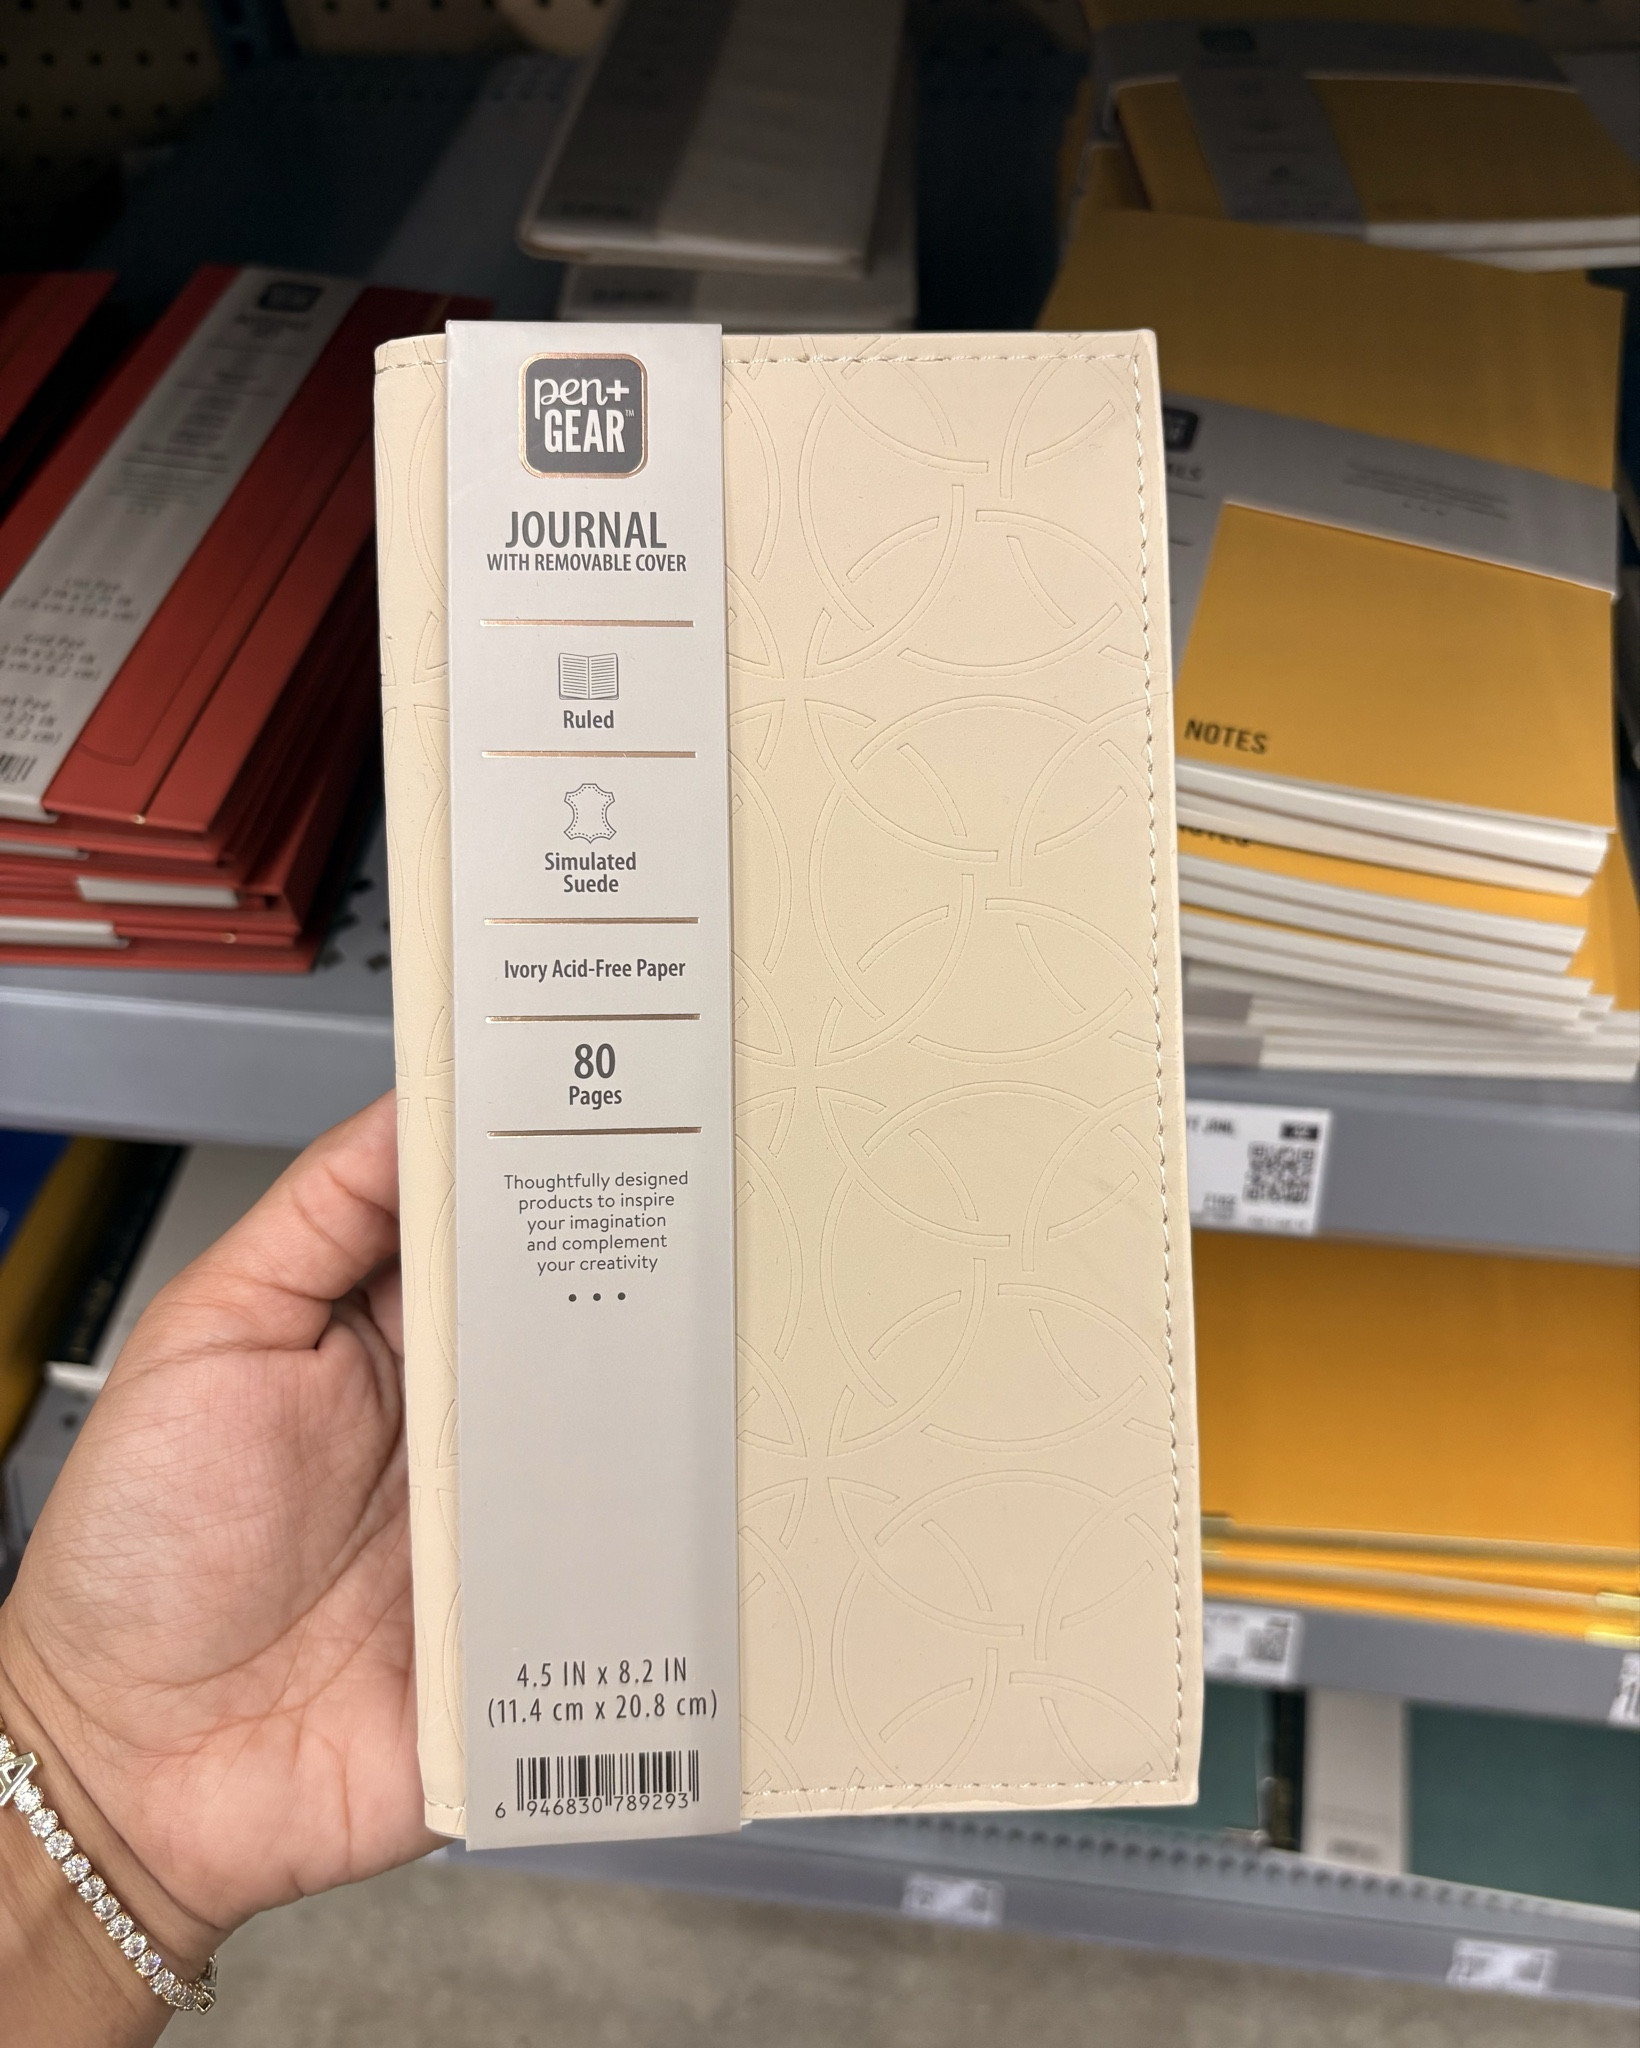 pen+
GEAR™
JOURNAL
WITH REMOVABLE COVER
Ruled
Simulated
Suede
Ivory Acid-Free Paper
80
Pages
Thoughtfully designed
products to inspire
your imagination
and complement
your creativity
• • •
4.5 IN x 8.2 IN
(11.4 cm x 20.8 cm)
6 946830 789293
NOTES
NOTES